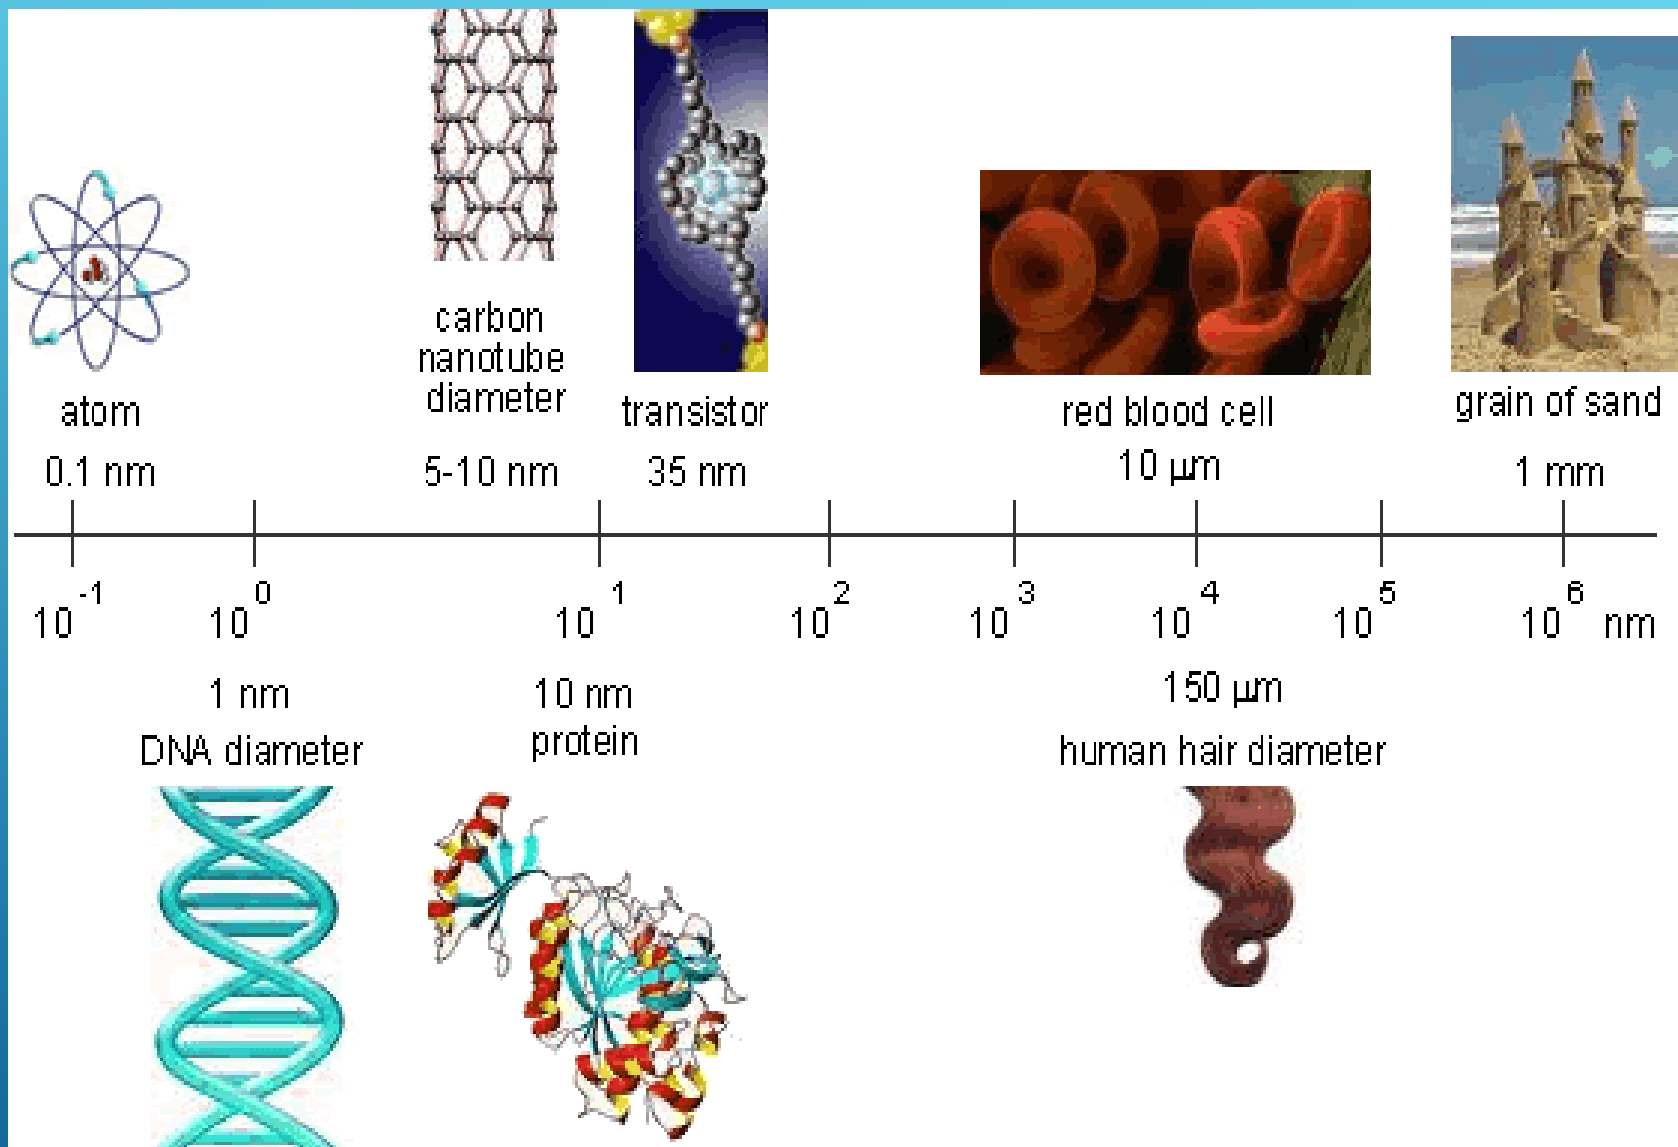 carbon
nanotube
diameter
atom
transistor
red blood cell
grain of sand
0.1 nm
5-10 nm
35 nm
10 µm
1 mm
10⁻¹ 10⁰ 10¹ 10² 10³ 10⁴ 10⁵ 10⁶ nm
1 nm
10 nm
150 µm
DNA diameter
protein
human hair diameter